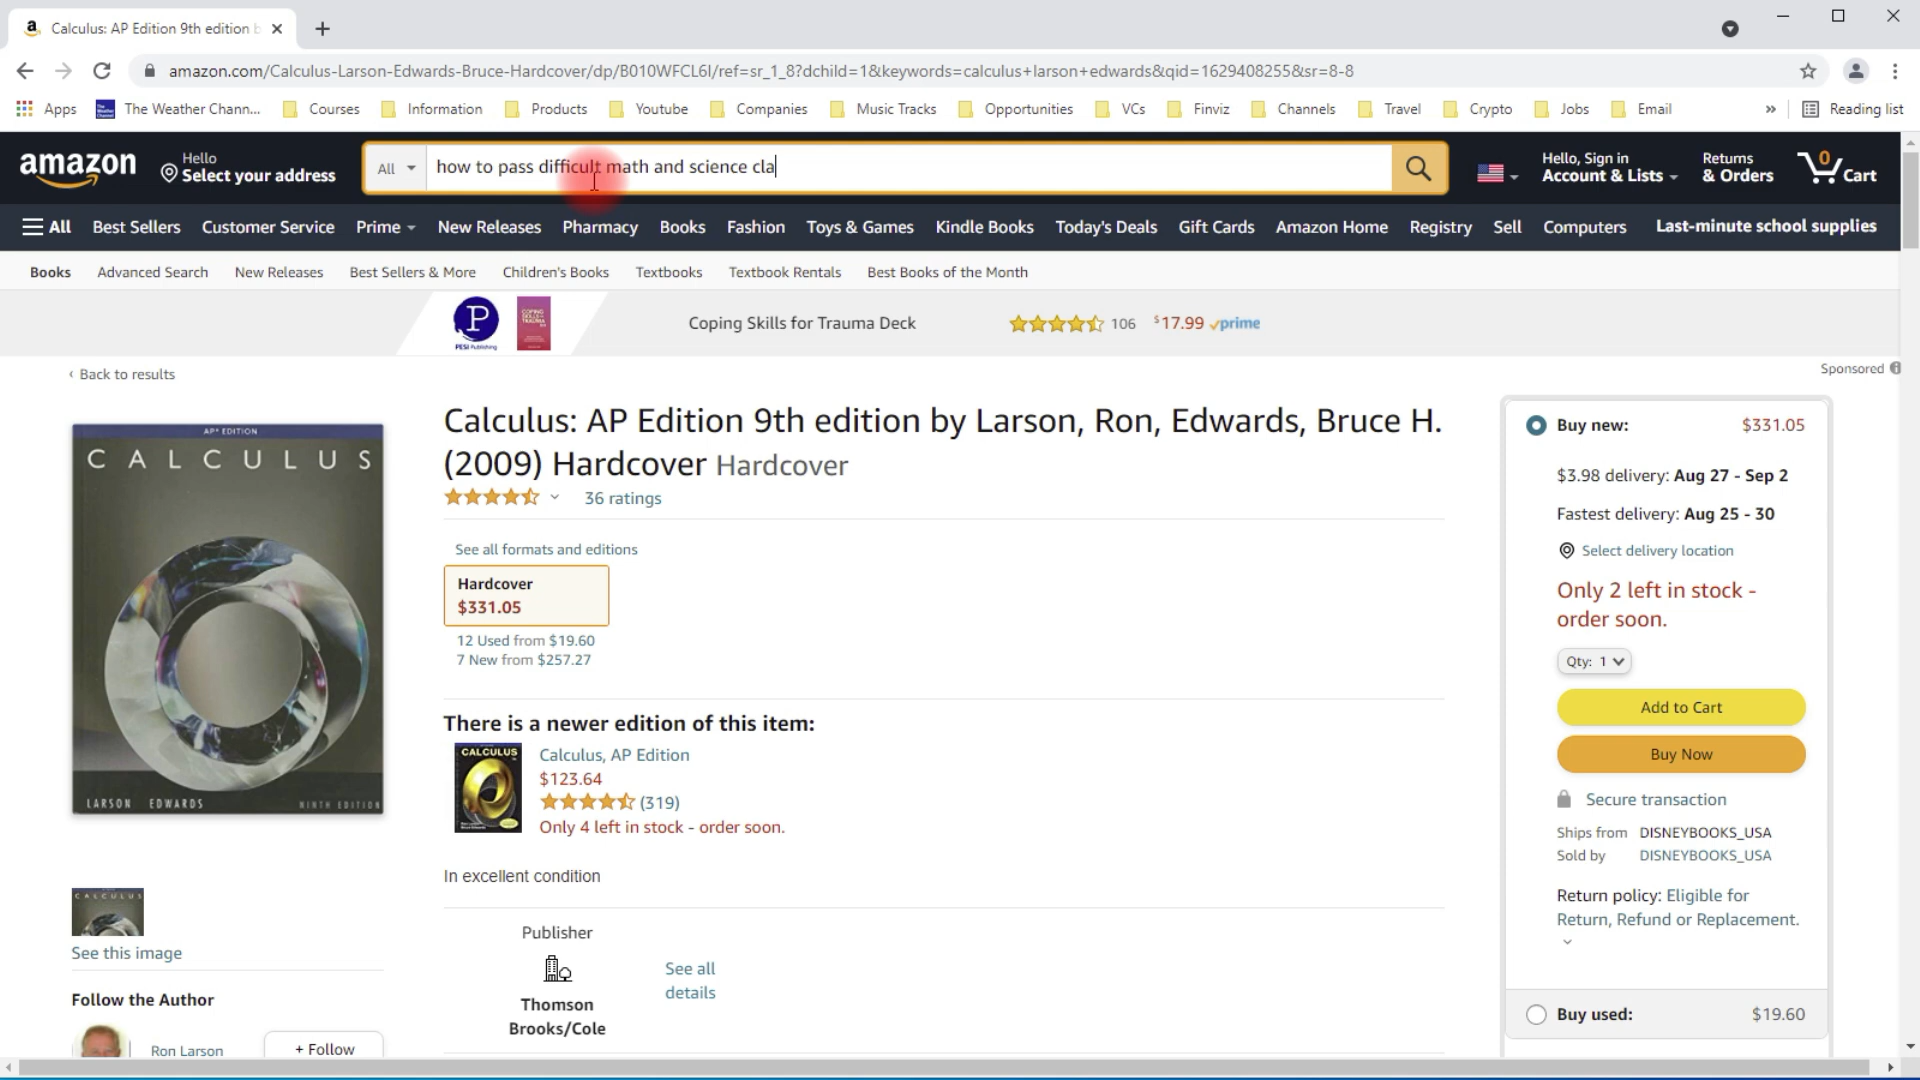 Calculus: AP Edition 9th edition b
amazon.com/Calculus-Larson-Edwards-Bruce-Hardcover/dp/B010WFCL6I/ref=sr_1_8?dchild=1&keywords=calculus+larson+edwards&qid=1629408255&sr=8-8
Apps The Weather Chann... Courses Information Products Youtube Companies Music Tracks Opportunities VCs Finviz Channels Travel Crypto Jobs Email » Reading list
amazon
Hello
Select your address
All
how to pass difficult math and science cla
Hello, Sign in
Account & Lists
Returns
& Orders
0
Cart
All Best Sellers Customer Service Prime New Releases Pharmacy Books Fashion Toys & Games Kindle Books Today's Deals Gift Cards Amazon Home Registry Sell Computers Last-minute school supplies
Books Advanced Search New Releases Best Sellers & More Children's Books Textbooks Textbook Rentals Best Books of the Month
P
PESI Publishing
COPING
SKILLS for
TRAUMA
Coping Skills for Trauma Deck 106 $17.99 prime
‹ Back to results
Sponsored
AP* EDITION
CALCULUS
LARSON EDWARDS NINTH EDITION
CALCULUS
See this image
Follow the Author
Ron Larson
+ Follow
Calculus: AP Edition 9th edition by Larson, Ron, Edwards, Bruce H.
(2009) Hardcover Hardcover
36 ratings
See all formats and editions
Hardcover
$331.05
12 Used from $19.60
7 New from $257.27
There is a newer edition of this item:
CALCULUS
Calculus, AP Edition
$123.64
(319)
Only 4 left in stock - order soon.
In excellent condition
Publisher
Thomson
Brooks/Cole
See all
details
Buy new: $331.05
$3.98 delivery: Aug 27 - Sep 2
Fastest delivery: Aug 25 - 30
Select delivery location
Only 2 left in stock -
order soon.
Qty: 1
Add to Cart
Buy Now
Secure transaction
Ships from DISNEYBOOKS_USA
Sold by DISNEYBOOKS_USA
Return policy: Eligible for
Return, Refund or Replacement.
Buy used: $19.60